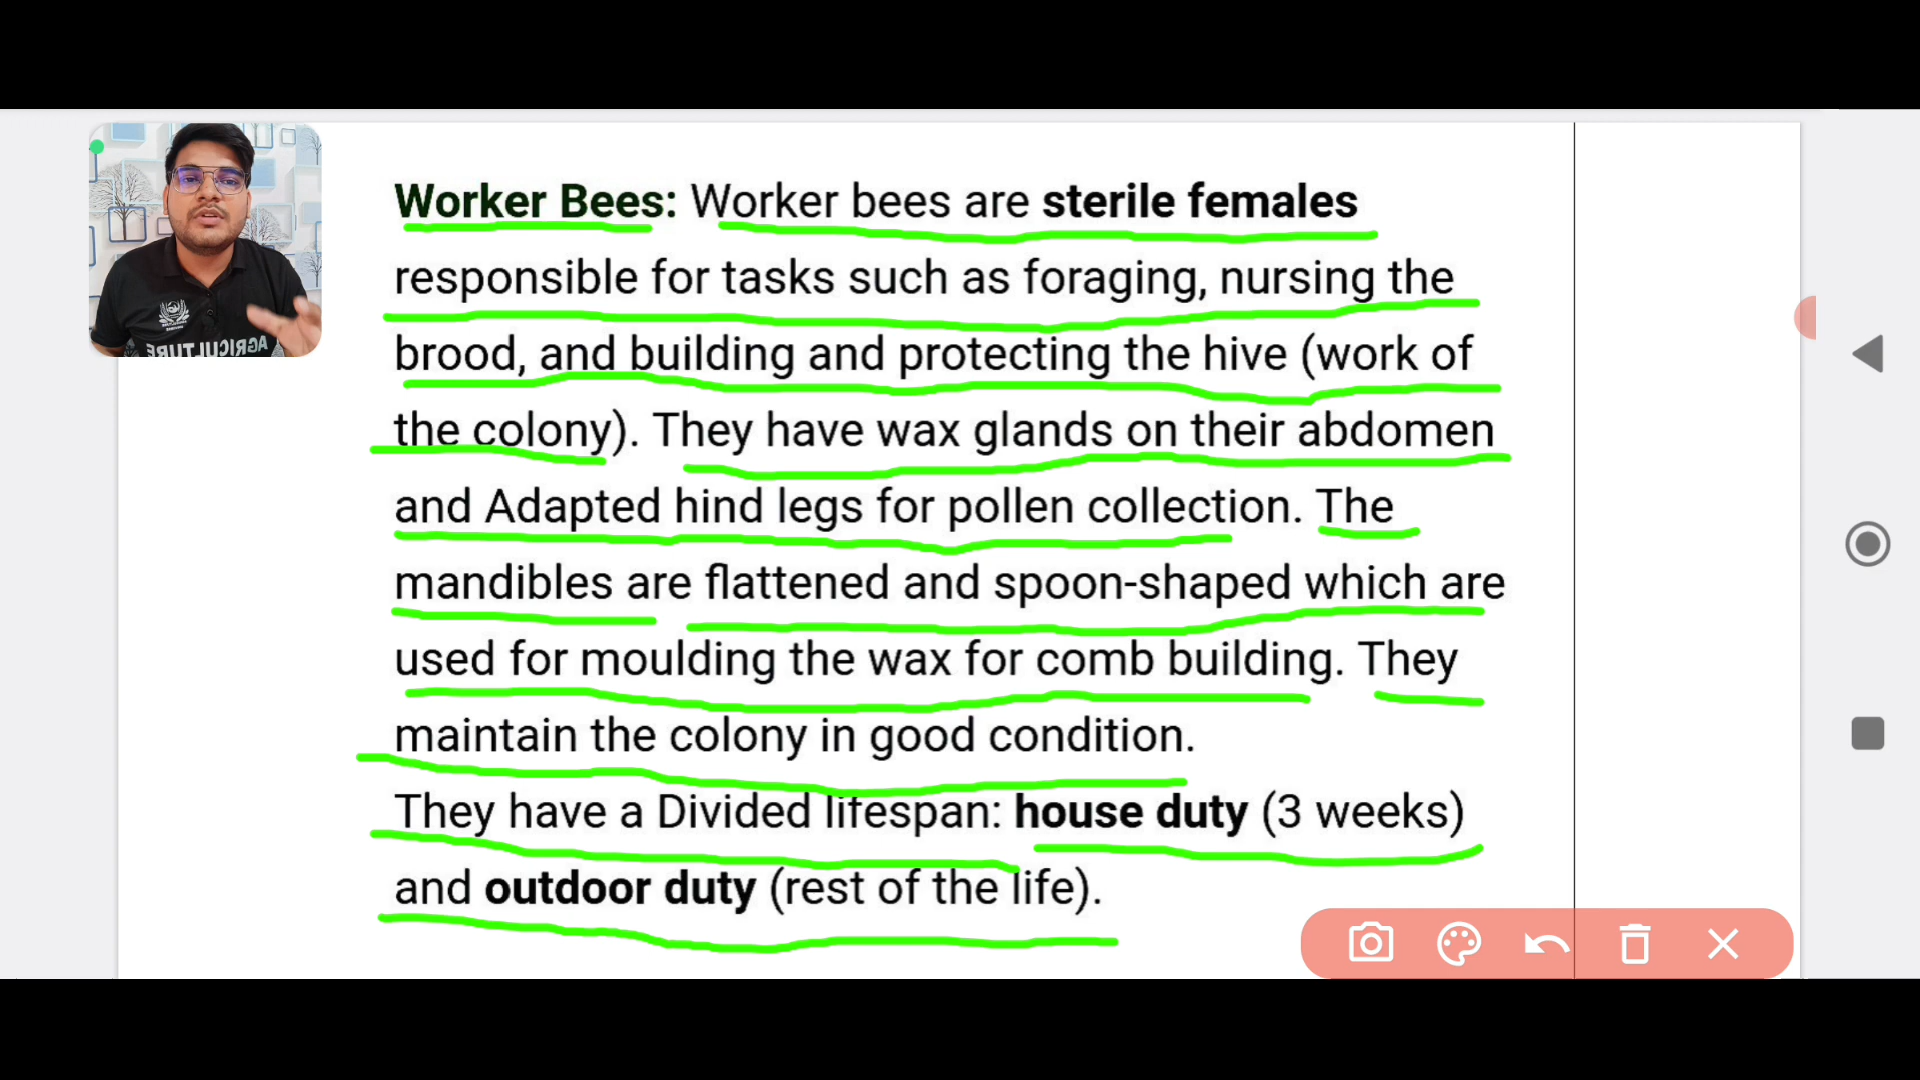 Worker Bees: Worker bees are sterile females
responsible for tasks such as foraging, nursing the
brood, and building and protecting the hive (work of
the colony). They have wax glands on their abdomen
and Adapted hind legs for pollen collection. The
mandibles are flattened and spoon-shaped which are
used for moulding the wax for comb building. They
maintain the colony in good condition.
They have a Divided lifespan: house duty (3 weeks)
and outdoor duty (rest of the life).
AGRICULTURE